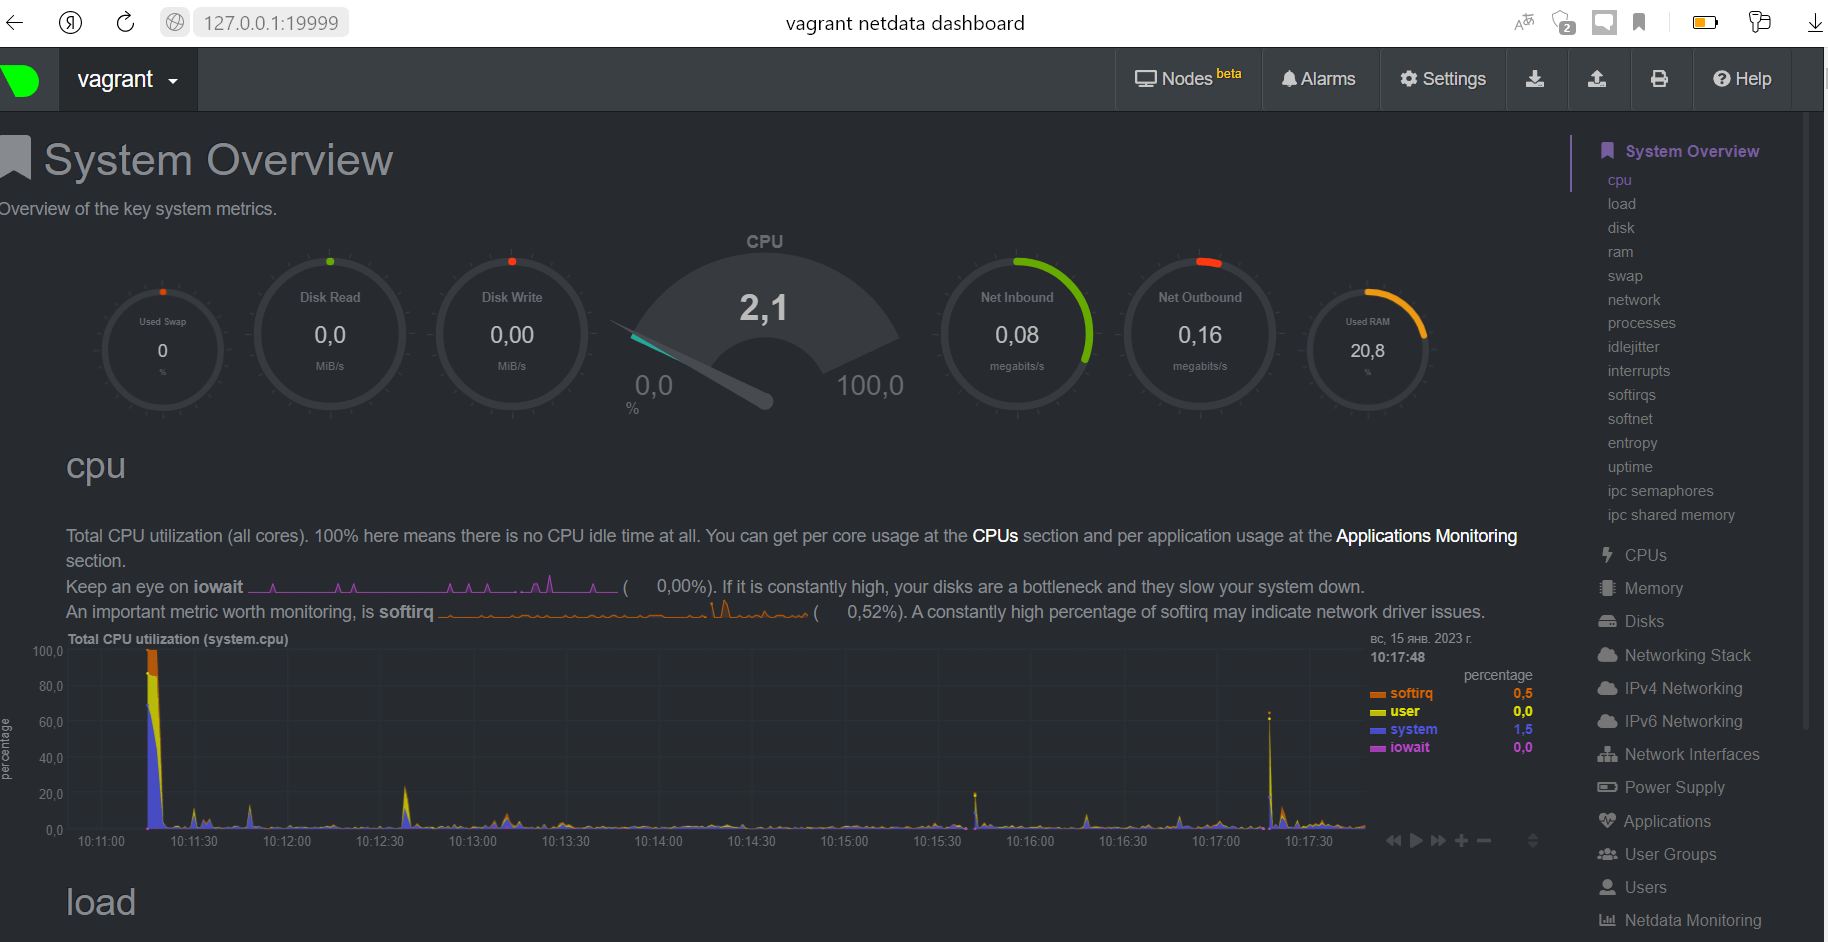 127.0.0.1:19999
vagrant netdata dashboard
2
vagrant
Nodes beta
Alarms
Settings
Help
System Overview
Overview of the key system metrics.
Used Swap
0
%
Disk Read
0,0
MiB/s
Disk Write
0,00
MiB/s
CPU
2,1
0,0
100,0
%
Net Inbound
0,08
megabits/s
Net Outbound
0,16
megabits/s
Used RAM
20,8
%
cpu
Total CPU utilization (all cores). 100% here means there is no CPU idle time at all. You can get per core usage at the CPUs section and per application usage at the Applications Monitoring
section.
Keep an eye on iowait ( 0,00%). If it is constantly high, your disks are a bottleneck and they slow your system down.
An important metric worth monitoring, is softirq ( 0,52%). A constantly high percentage of softirq may indicate network driver issues.
Total CPU utilization (system.cpu)
вс, 15 янв. 2023 г.
10:17:48
percentage
softirq 0,5
user 0,0
system 1,5
iowait 0,0
percentage
100,0
80,0
60,0
40,0
20,0
0,0
10:11:00 10:11:30 10:12:00 10:12:30 10:13:00 10:13:30 10:14:00 10:14:30 10:15:00 10:15:30 10:16:00 10:16:30 10:17:00 10:17:30
load
System Overview
cpu
load
disk
ram
swap
network
processes
idlejitter
interrupts
softirqs
softnet
entropy
uptime
ipc semaphores
ipc shared memory
CPUs
Memory
Disks
Networking Stack
IPv4 Networking
IPv6 Networking
Network Interfaces
Power Supply
Applications
User Groups
Users
Netdata Monitoring